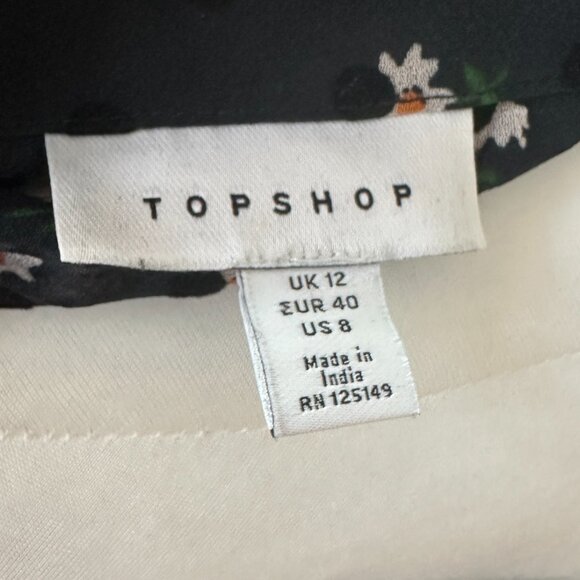 TOPSHOP
UK 12
EUR 40
US 8
Made in
India
RN 125149